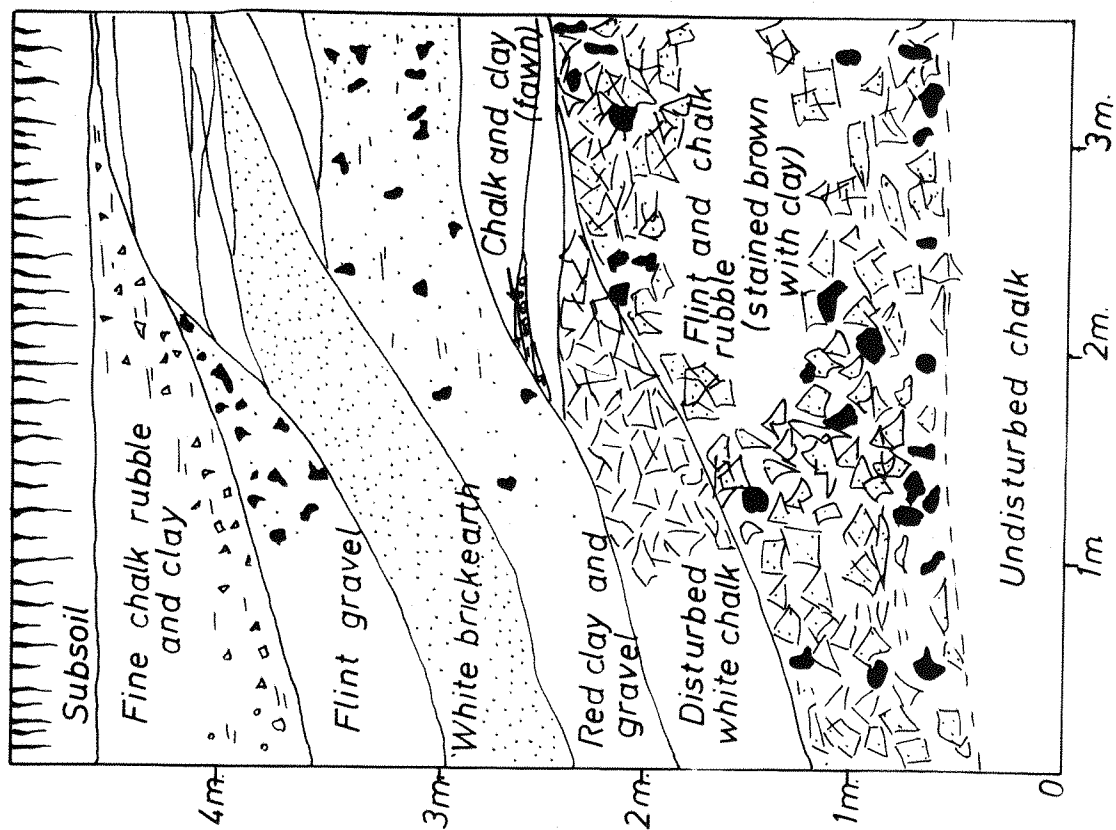 Subsoil
Fine chalk rubble
and clay
Flint gravel
White brickearth
Chalk and clay
(fawn)
Red clay and
gravel
Disturbed
white chalk
Flint and chalk
rubble
(stained brown
with clay)
Undisturbed chalk
4m.
3m.
2m.
1m.
0
1m.
2m.
3m.